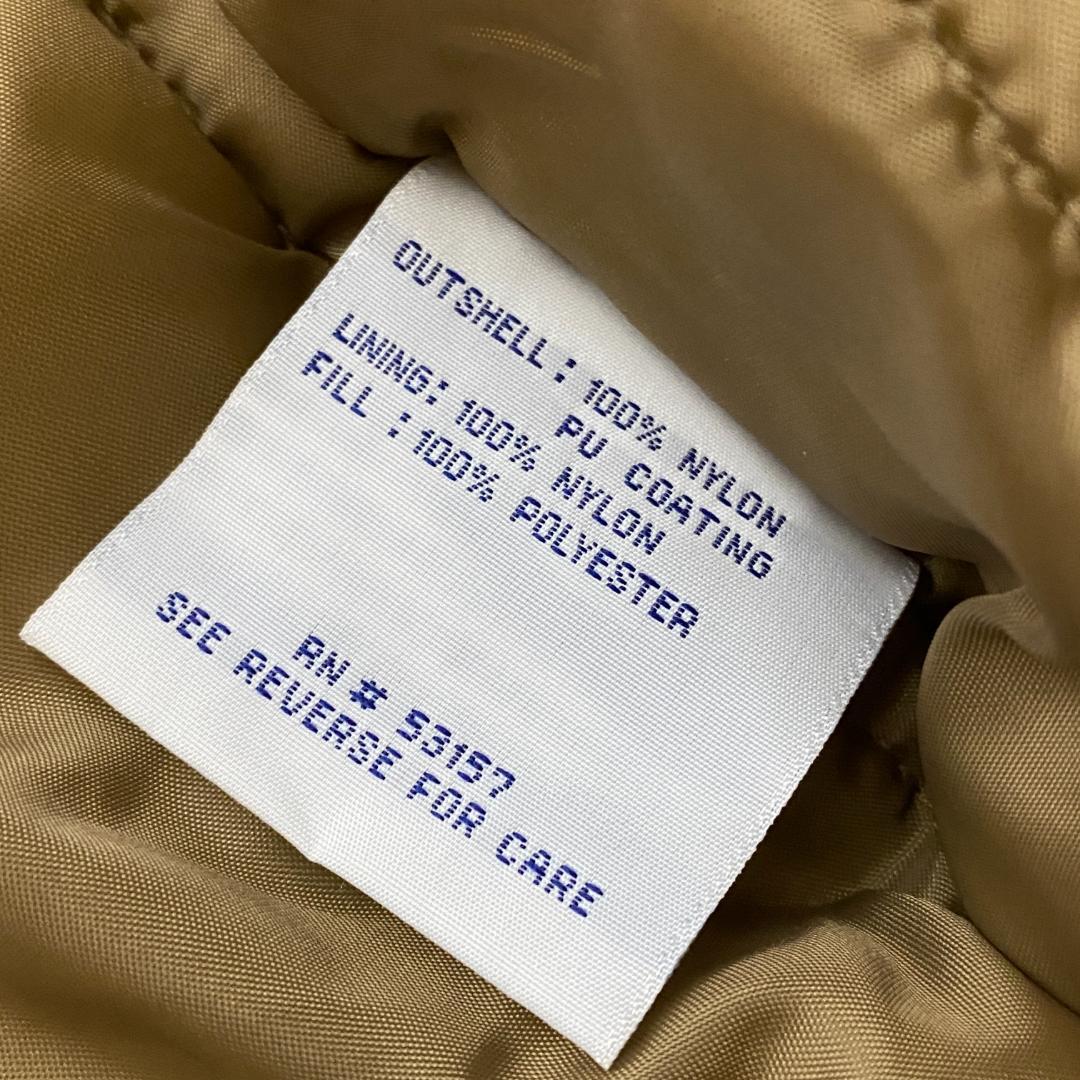 OUTSHELL : 100% NYLON
PU COATING
LINING: 100% NYLON
FILL : 100% POLYESTER
RN # 53157
SEE REVERSE FOR CARE